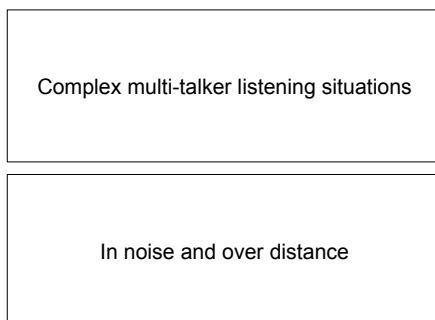 Complex multi-talker listening situations
In noise and over distance